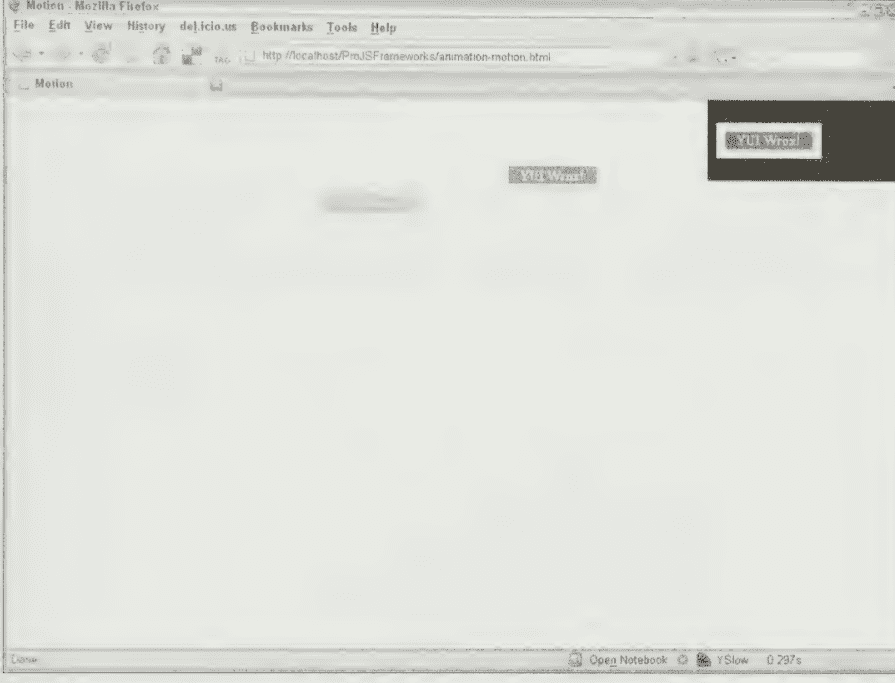 Motion - Mozilla Firefox
File Edit View History del.icio.us Bookmarks Tools Help
TAG http://localhost/ProJSFrameworks/animation-motion.html
Motion
YUI Wrox!
YUI Wrox!
Done Open Notebook YSlow 0.297s